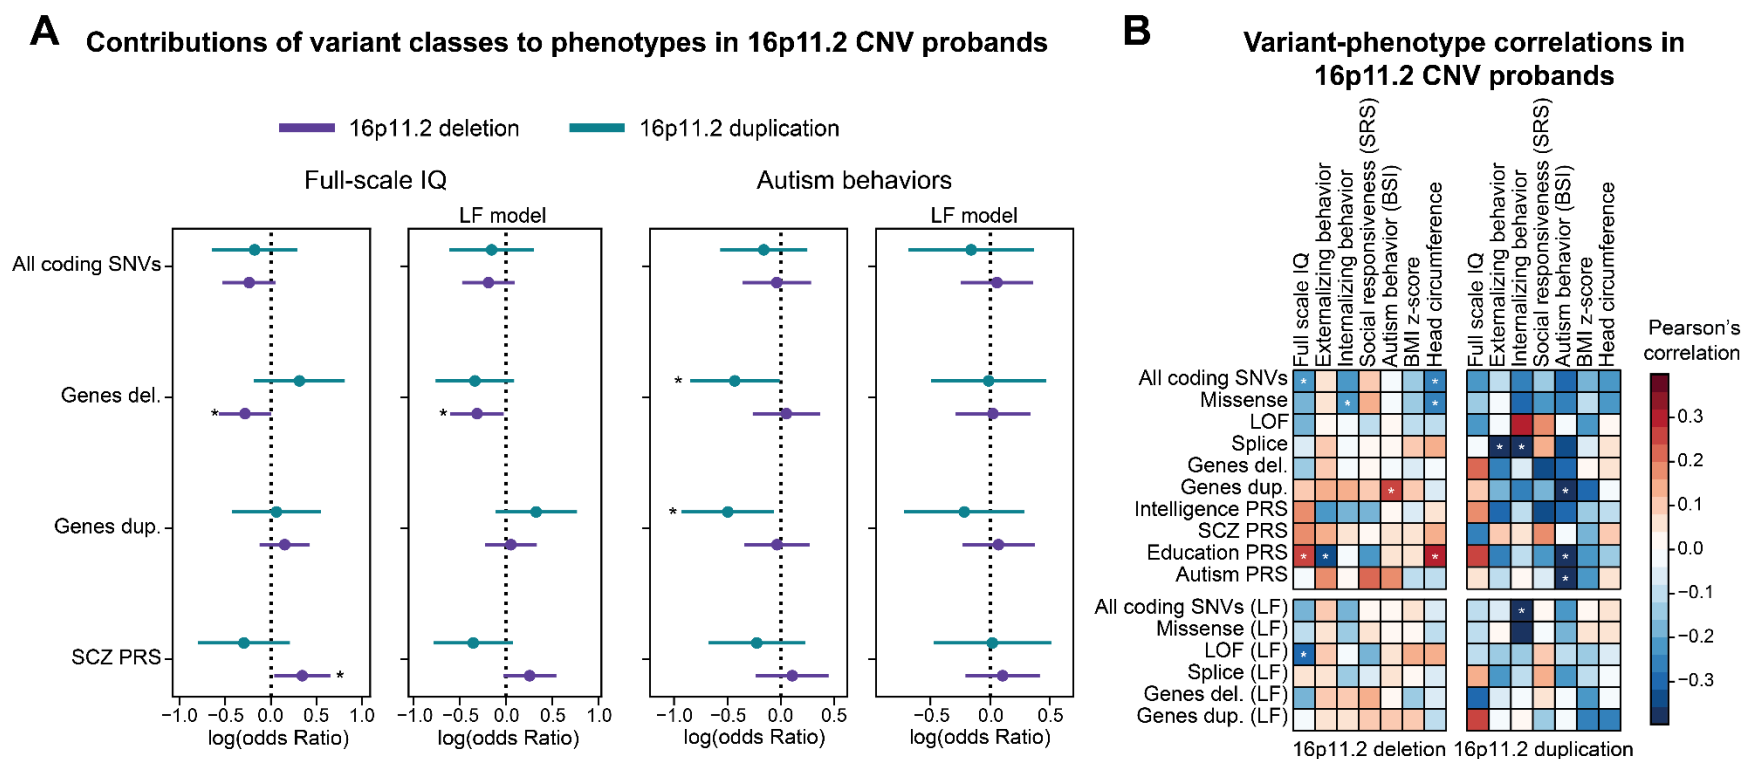 A
Contributions of variant classes to phenotypes in 16p11.2 CNV probands
16p11.2 deletion
16p11.2 duplication
Full-scale IQ
Autism behaviors
LF model
LF model
All coding SNVs
Genes del.
*
*
*
Genes dup.
*
SCZ PRS
*
−1.0 −0.5 0.0 0.5 1.0
−1.0 −0.5 0.0 0.5 1.0
−1.0 −0.5 0.0 0.5
−0.5 0.0 0.5
log(odds Ratio)
log(odds Ratio)
log(odds Ratio)
log(odds Ratio)
B
Variant-phenotype correlations in
16p11.2 CNV probands
Full scale IQ
Externalizing behavior
Internalizing behavior
Social responsiveness (SRS)
Autism behavior (BSI)
BMI z-score
Head circumference
Full scale IQ
Externalizing behavior
Internalizing behavior
Social responsiveness (SRS)
Autism behavior (BSI)
BMI z-score
Head circumference
All coding SNVs * *
Missense * *
LOF
Splice * *
Genes del.
Genes dup. * *
Intelligence PRS
SCZ PRS
Education PRS * * * *
Autism PRS *
All coding SNVs (LF) *
Missense (LF)
LOF (LF) *
Splice (LF)
Genes del. (LF)
Genes dup. (LF)
16p11.2 deletion
16p11.2 duplication
Pearson's
correlation
0.3
0.2
0.1
0.0
−0.1
−0.2
−0.3